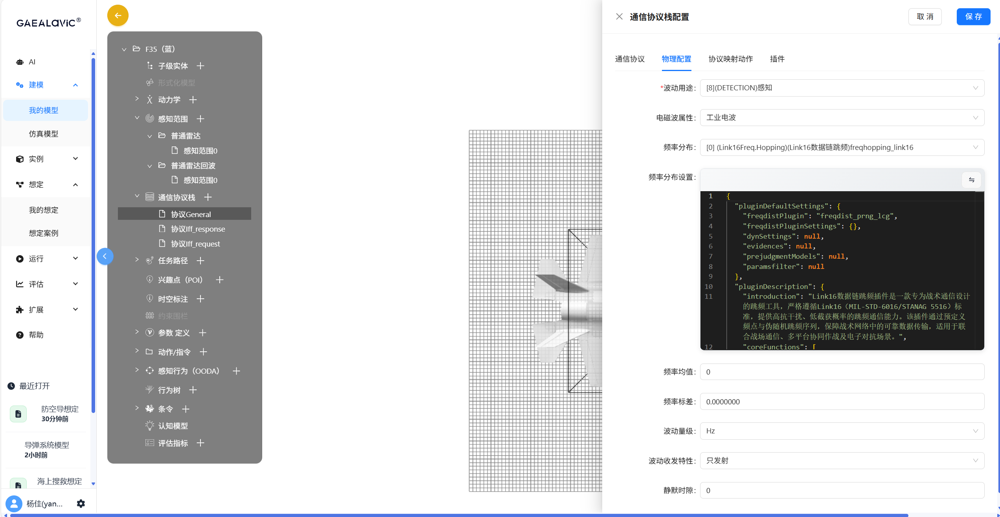 GAEALaViC®
AI
建模
我的模型
仿真模型
实例
想定
我的想定
想定案例
运行
评估
扩展
帮助
最近打开
防空导想定
30分钟前
导弹系统模型
2小时前
海上搜救想定
杨佳(yan...
F35（蓝）
子级实体
形式化模型
动力学
感知范围
普通雷达
感知范围0
普通雷达回波
感知范围0
通信协议栈
协议General
协议Iff_response
协议Iff_request
任务路径
兴趣点（POI）
时空标注
约束围栏
参数 定义
动作/指令
感知行为（OODA）
行为树
条令
认知模型
评估指标
通信协议栈配置
取 消
保 存
通信协议 物理配置 协议映射动作 插件
*波动用途: [8](DETECTION)感知
电磁波属性: 工业电波
频率分布: [0] (Link16Freq.Hopping)(Link16数据链跳频)freqhopping_link16
频率分布设置:
1 {
2 "pluginDefaultSettings": {
3 "freqdistPlugin": "freqdist_prng_lcg",
4 "freqdistPluginSettings": {},
5 "dynSettings": null,
6 "evidences": null,
7 "prejudgmentModels": null,
8 "paramsfilter": null
9 },
10 "pluginDescription": {
11 "introduction": "Link16数据链跳频插件是一款专为战术通信设计
的跳频工具，严格遵循Link16（MIL-STD-6016/STANAG 5516）标
准，提供高抗干扰、低截获概率的跳频通信能力。该插件通过预定义
频点与伪随机跳频序列，保障战术网络中的可靠数据传输，适用于联
合战场通信、多平台协同作战及电子对抗场景。",
12 "coreFunctions": [
频率均值: 0
频率标差: 0.0000000
波动量级: Hz
波动收发特性: 只发射
静默时隙: 0